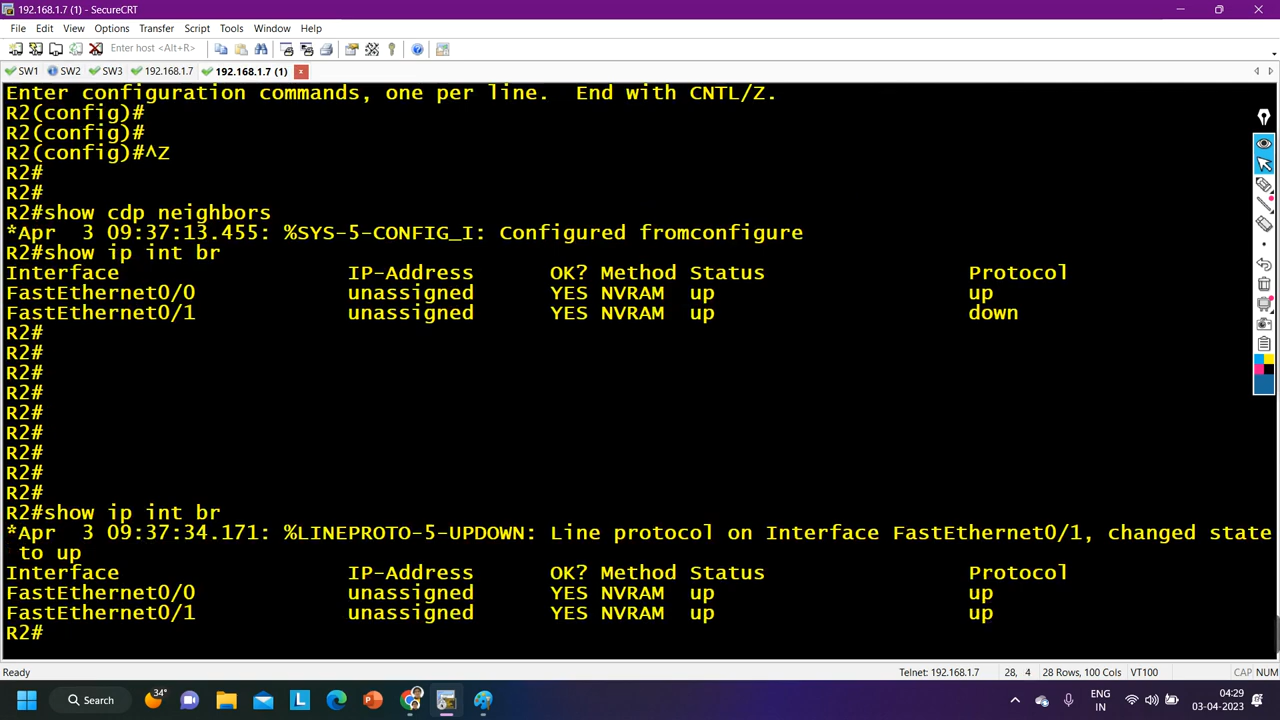 192.168.1.7 (1) - SecureCRT
File Edit View Options Transfer Script Tools Window Help
Enter host <Alt+R>
SW1 SW2 SW3 192.168.1.7 192.168.1.7 (1)
Enter configuration commands, one per line.  End with CNTL/Z.
R2(config)#
R2(config)#
R2(config)#^Z
R2#
R2#
R2#show cdp neighbors
*Apr  3 09:37:13.455: %SYS-5-CONFIG_I: Configured fromconfigure
R2#show ip int br
Interface IP-Address OK? Method Status Protocol
FastEthernet0/0 unassigned YES NVRAM up up
FastEthernet0/1 unassigned YES NVRAM up down
R2#
R2#
R2#
R2#
R2#
R2#
R2#
R2#
R2#
R2#show ip int br
*Apr  3 09:37:34.171: %LINEPROTO-5-UPDOWN: Line protocol on Interface FastEthernet0/1, changed state
to up
Interface IP-Address OK? Method Status Protocol
FastEthernet0/0 unassigned YES NVRAM up up
FastEthernet0/1 unassigned YES NVRAM up up
R2#
Ready Telnet: 192.168.1.7 28, 4 28 Rows, 100 Cols VT100 CAP NUM
Search 34° L ENG 04:29
IN 03-04-2023